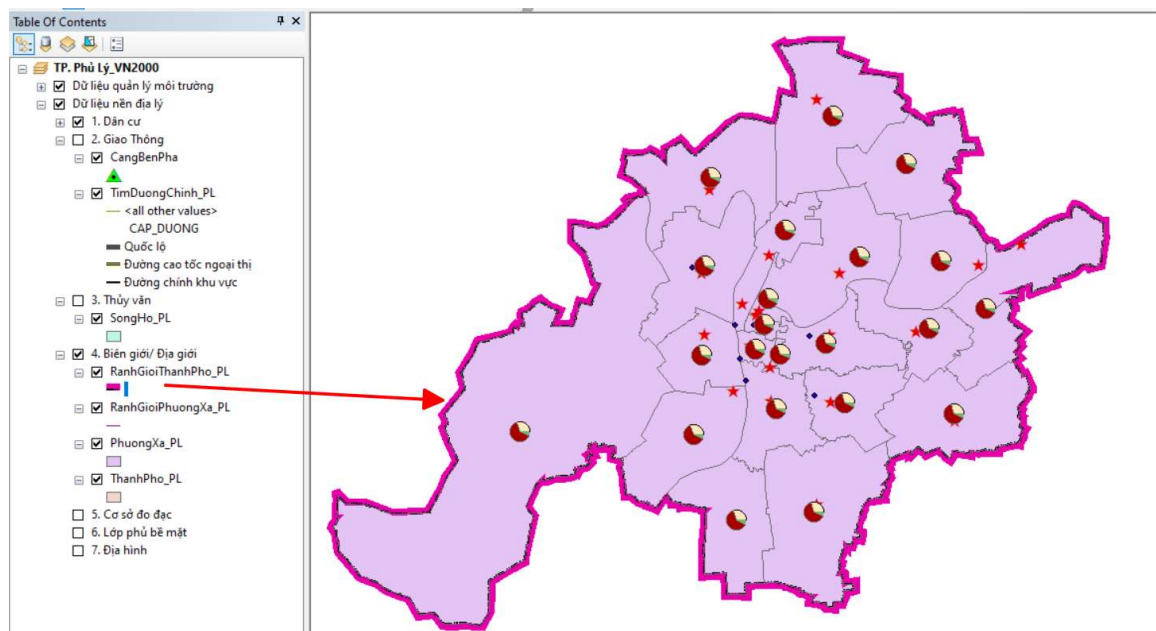 Table Of Contents
TP. Phủ Lý_VN2000
Dữ liệu quản lý môi trường
Dữ liệu nền địa lý
1. Dân cư
2. Giao Thông
CangBenPha
TimDuongChinh_PL
<all other values>
CAP_DUONG
Quốc lộ
Đường cao tốc ngoại thị
Đường chính khu vực
3. Thủy văn
SongHo_PL
4. Biên giới/ Địa giới
RanhGioiThanhPho_PL
RanhGioiPhuongXa_PL
PhuongXa_PL
ThanhPho_PL
5. Cơ sở đo đạc
6. Lớp phủ bề mặt
7. Địa hình